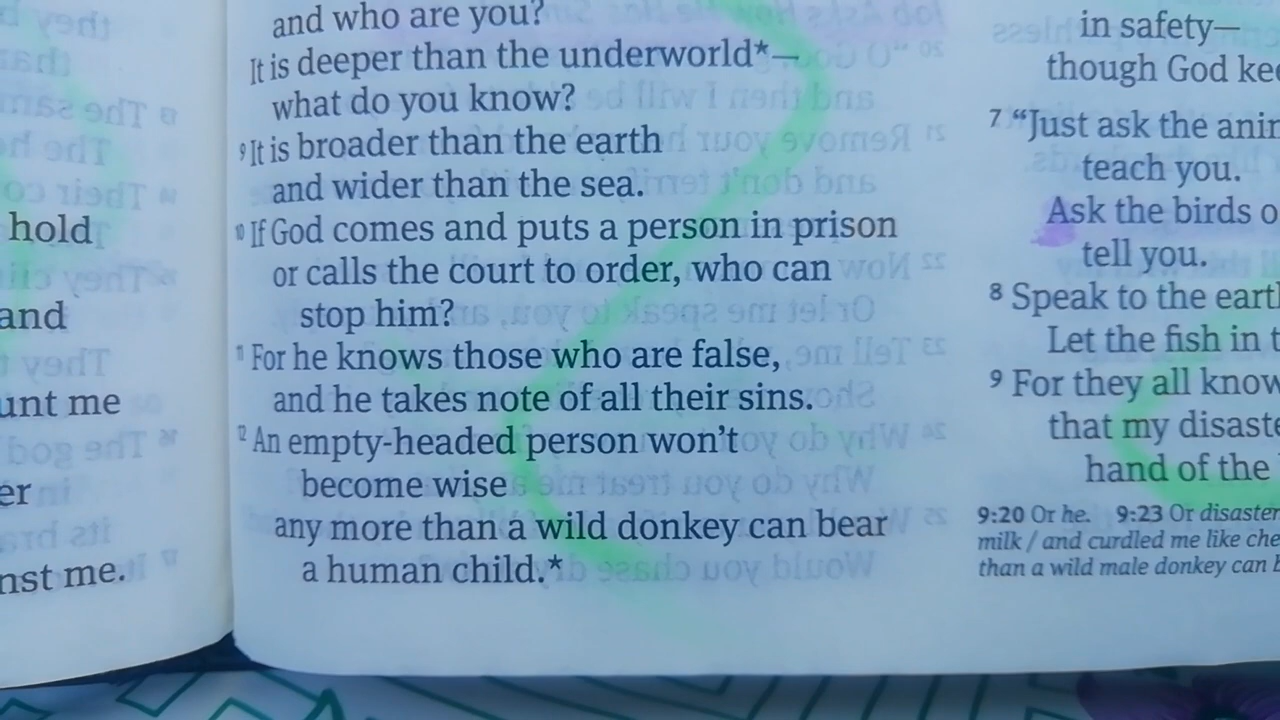 hold
and
unt me
er
nst me.
and who are you?
It is deeper than the underworld*—
what do you know?
9 It is broader than the earth
and wider than the sea.
10 If God comes and puts a person in prison
or calls the court to order, who can
stop him?
11 For he knows those who are false,
and he takes note of all their sins.
12 An empty-headed person won't
become wise
any more than a wild donkey can bear
a human child.*
in safety—
though God kee
7 "Just ask the anir
teach you.
Ask the birds o
tell you.
8 Speak to the eart
Let the fish in t
9 For they all know
that my disaste
hand of the
9:20 Or he. 9:23 Or disaster
milk / and curdled me like che
than a wild male donkey can b